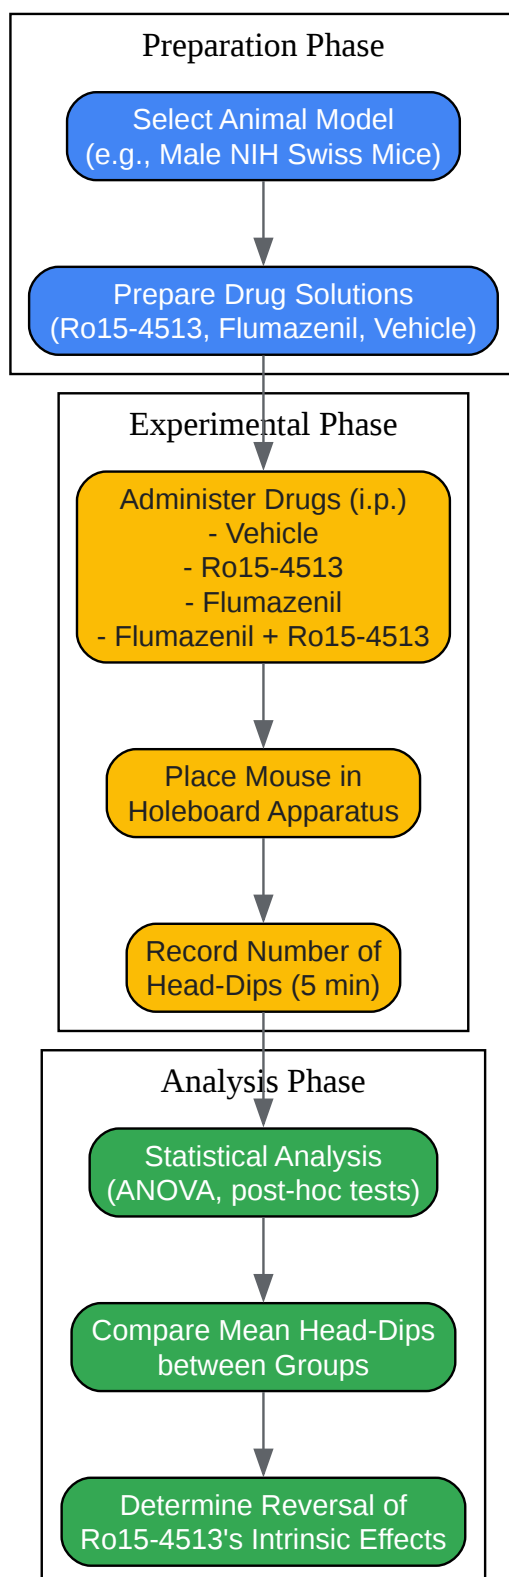 Preparation Phase
Select Animal Model
(e.g., Male NIH Swiss Mice)
Prepare Drug Solutions
(Ro15-4513, Flumazenil, Vehicle)
Experimental Phase
Administer Drugs (i.p.)
- Vehicle
- Ro15-4513
- Flumazenil
- Flumazenil + Ro15-4513
Place Mouse in
Holeboard Apparatus
Record Number of
Head-Dips (5 min)
Analysis Phase
Statistical Analysis
(ANOVA, post-hoc tests)
Compare Mean Head-Dips
between Groups
Determine Reversal of
Ro15-4513's Intrinsic Effects